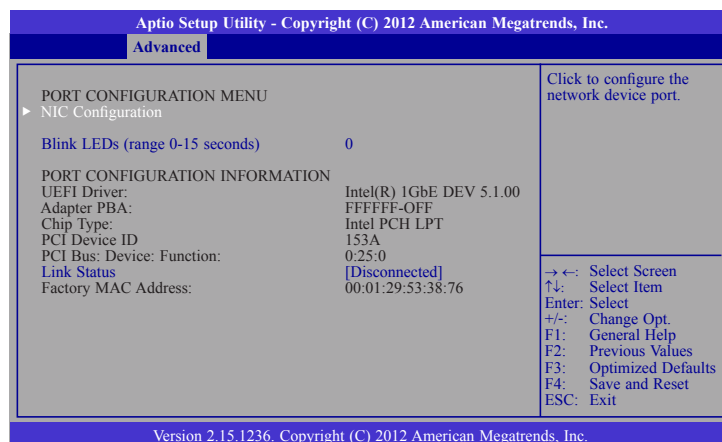 Aptio Setup Utility - Copyright (C) 2012 American Megatrends, Inc.
Advanced
PORT CONFIGURATION MENU
► NIC Configuration
Blink LEDs (range 0-15 seconds) 0
PORT CONFIGURATION INFORMATION
UEFI Driver: Intel(R) 1GbE DEV 5.1.00
Adapter PBA: FFFFFF-OFF
Chip Type: Intel PCH LPT
PCI Device ID 153A
PCI Bus: Device: Function: 0:25:0
Link Status [Disconnected]
Factory MAC Address: 00:01:29:53:38:76
Click to configure the
network device port.
→ ←: Select Screen
↑↓: Select Item
Enter: Select
+/-: Change Opt.
F1: General Help
F2: Previous Values
F3: Optimized Defaults
F4: Save and Reset
ESC: Exit
Version 2.15.1236. Copyright (C) 2012 American Megatrends, Inc.